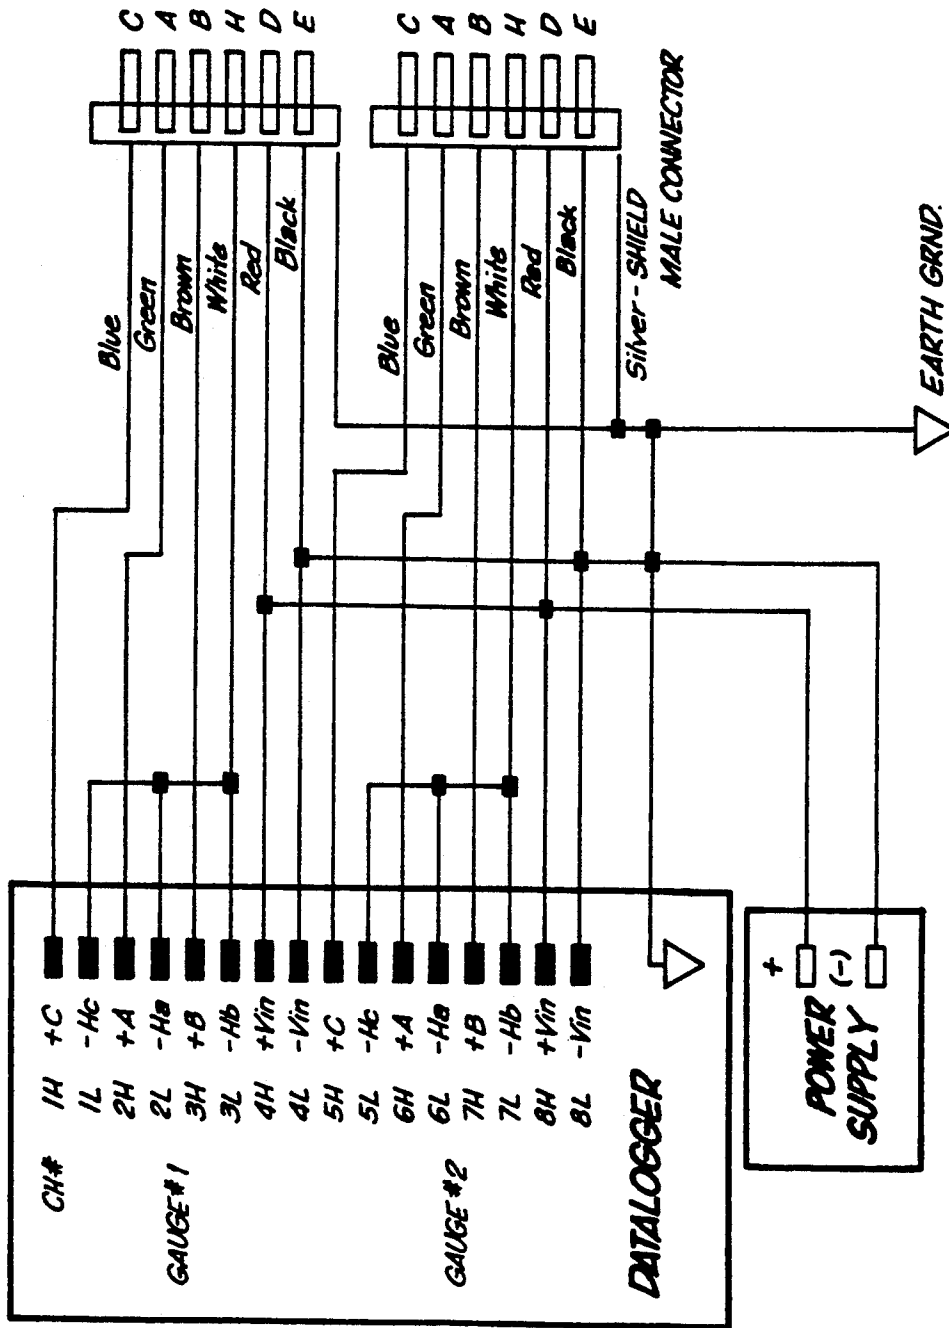 C
A
B
H
D
E
C
A
B
H
D
E
Blue
Green
Brown
White
Red
Black
Blue
Green
Brown
White
Red
Black
Silver - SHIELD
MALE CONNECTOR
EARTH GRND.
CH#
1H +C
1L -Hc
2H +A
2L -Ha
3H +B
3L -Hb
4H +Vin
4L -Vin
5H +C
5L -Hc
6H +A
6L -Ha
7H +B
7L -Hb
8H +Vin
8L -Vin
GAUGE #1
GAUGE #2
DATALOGGER
+
(-)
POWER
SUPPLY